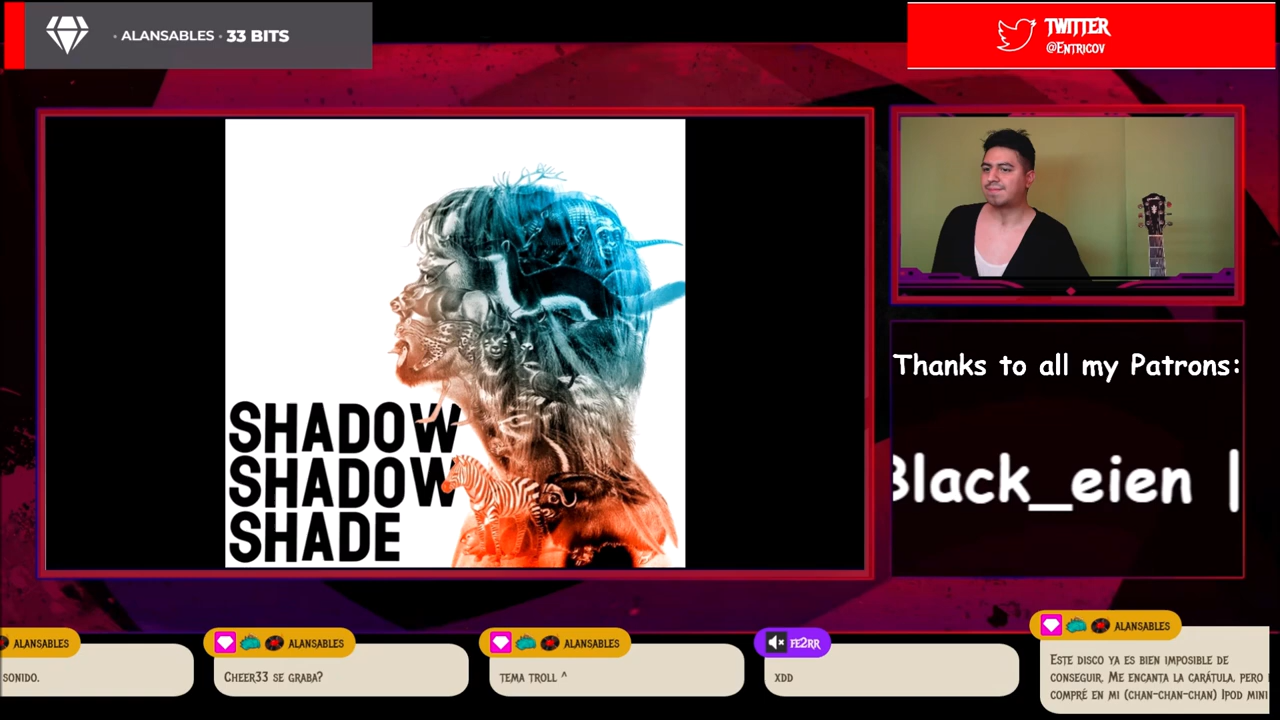 • ALANSABLES • 33 BITS
TWITTER
@ENTRICOV
SHADOW
SHADOW
SHADE
Thanks to all my Patrons:
Black_eien |
ALANSABLES
SONIDO.
ALANSABLES
CHEER33 SE GRABA?
ALANSABLES
TEMA TROLL ^
FE2RR
XDD
ALANSABLES
ESTE DISCO YA ES BIEN IMPOSIBLE DE
CONSEGUIR. ME ENCANTA LA CARÁTULA, PERO
COMPRÉ EN MI (CHAN-CHAN-CHAN) IPOD MINI